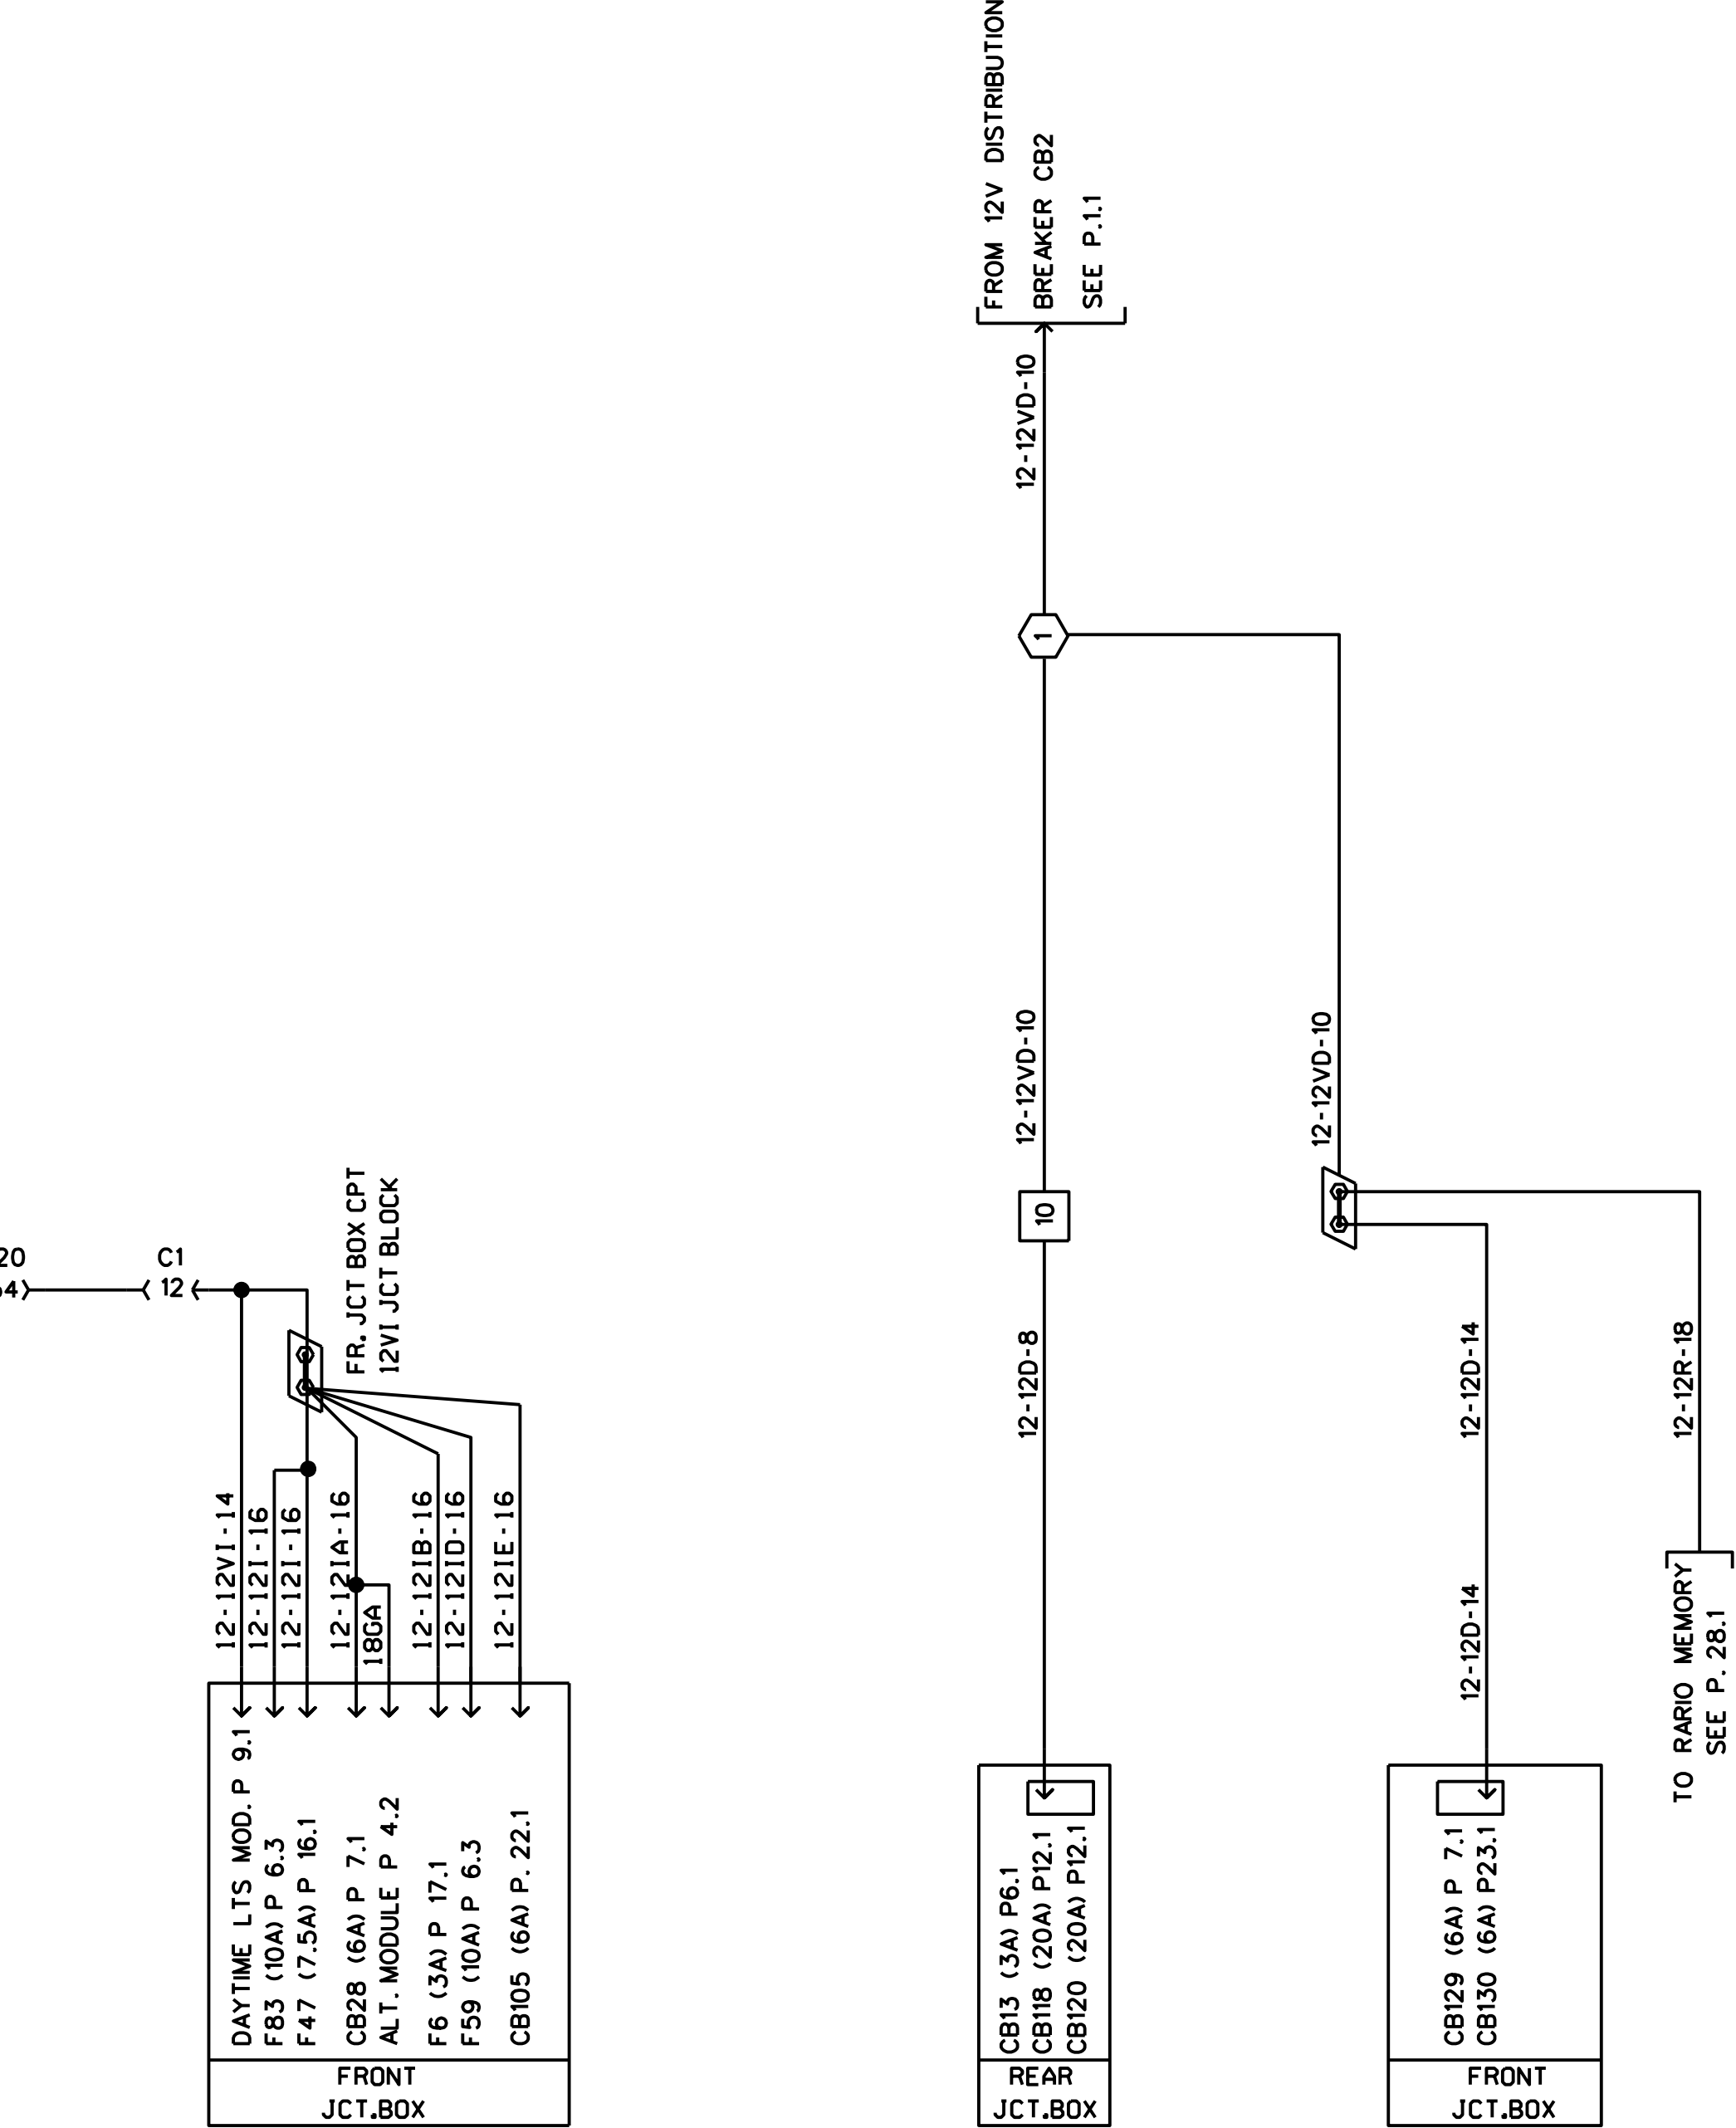 FROM 12V DISTRIBUTION
BREAKER CB2
SEE P.1.1
12-12VD-10
1
12-12VD-10
12-12VD-10
10
20
C1
12
FR. JCT BOX CPT
12VI JCT BLOCK
12-12D-8
12-12D-14
12-12R-18
12-12VI-14
12-12I-16
12-12I-16
12-12IA-16
18GA
12-12IB-16
12-12ID-16
12-12IE-16
12-12D-14
TO RARIO MEMORY
SEE P. 28.1
DAYTIME LTS MOD. P 9.1
F83 (10A) P 6.3
F47 (7.5A) P 16.1
CB28 (6A) P 7.1
ALT. MODULE P 4.2
F6 (3A) P 17.1
F59 (10A) P 6.3
CB105 (6A) P. 22.1
FRONT
JCT.BOX
CB13 (3A) P6.1
CB118 (20A) P12.1
CB120 (20A) P12.1
REAR
JCT.BOX
CB129 (6A) P 7.1
CB130 (6A) P23.1
FRONT
JCT.BOX